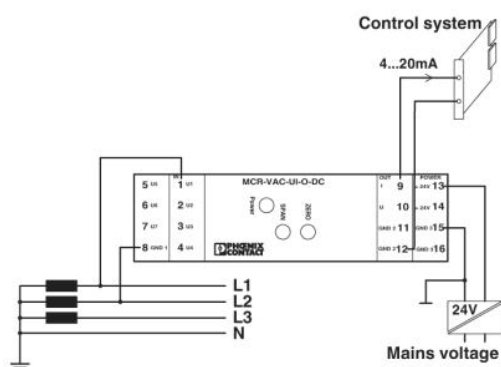 Control system
4...20mA
IN
OUT
POWER
5 U5 1 U1 MCR-VAC-UI-O-DC I 9 +24V 13
6 U6 2 U2 Power SPAN ZERO U 10 +24V 14
7 U7 3 U3 GND 2 11 GND 3 15
8 GND 1 4 U4 PHŒNIX CONTACT GND 2 12 GND 3 16
L1
L2
L3
N
24V
Mains voltage